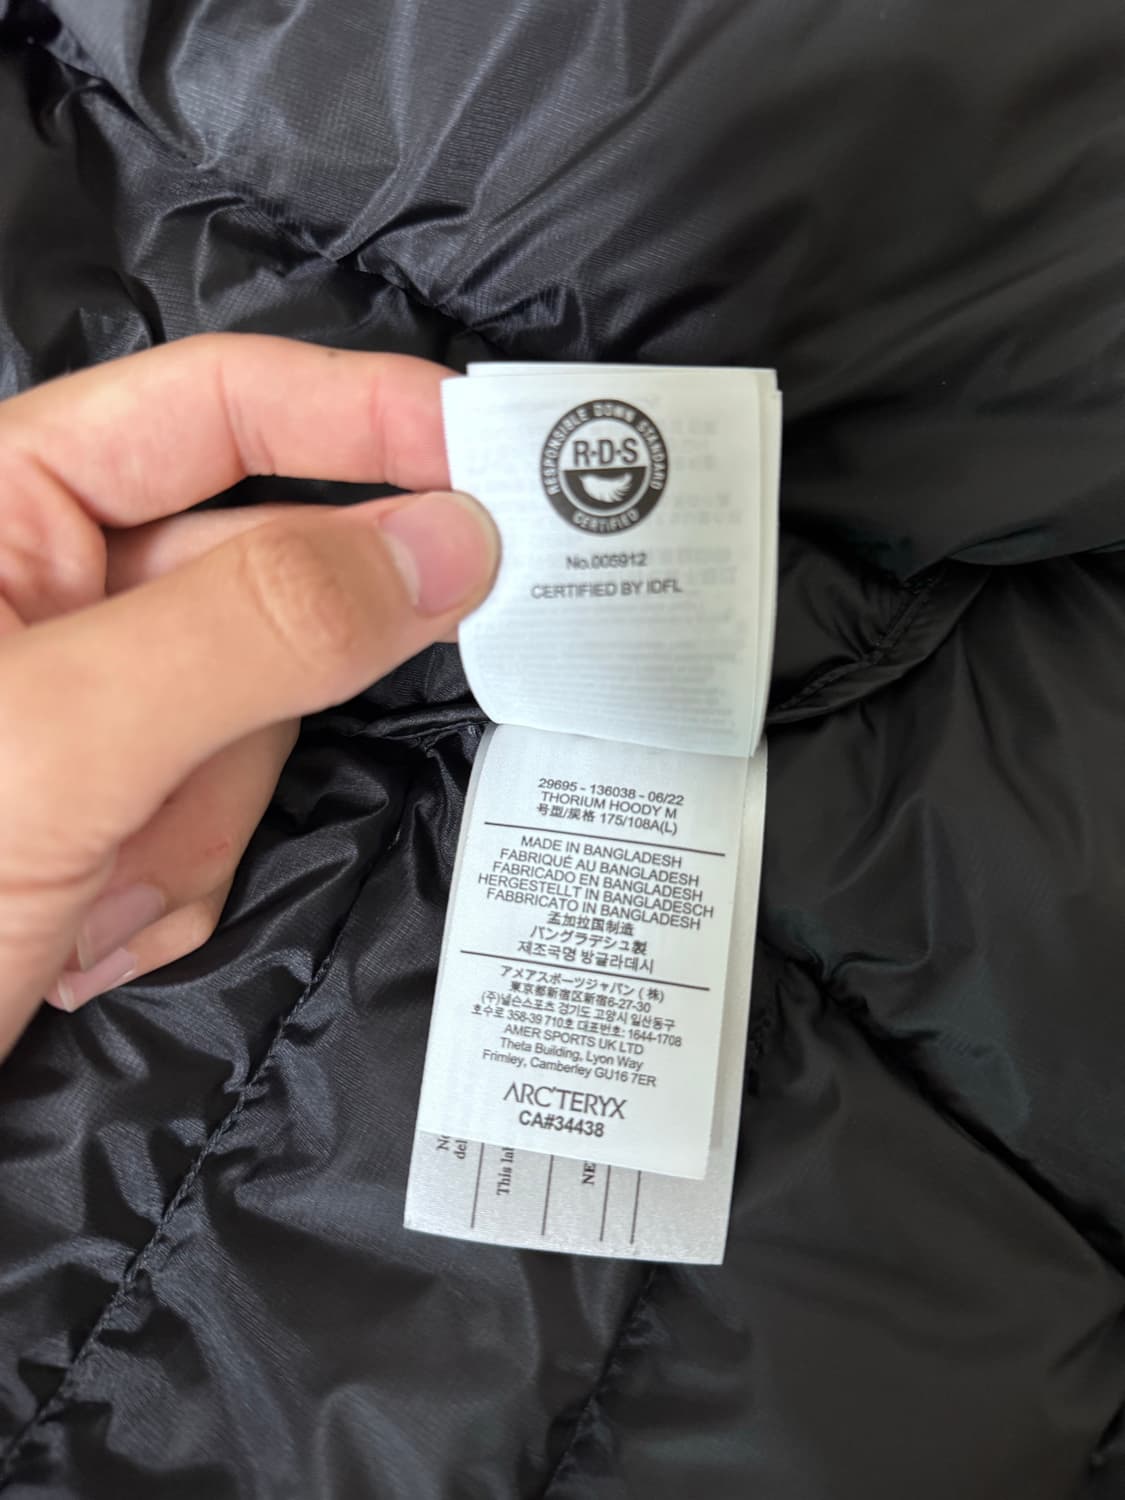 RESPONSIBLE DOWN STANDARD
R·D·S
CERTIFIED
No.005912
CERTIFIED BY IDFL
29695 - 136038 - 06/22
THORIUM HOODY M
号型/规格 175/108A(L)
MADE IN BANGLADESH
FABRIQUÉ AU BANGLADESH
FABRICADO EN BANGLADESH
HERGESTELLT IN BANGLADESCH
FABBRICATO IN BANGLADESH
孟加拉国制造
バングラデシュ製
제조국명 방글라데시
アメアスポーツジャパン ( 株)
東京都新宿区新宿6-27-30
(주)넬슨스포츠 경기도 고양시 일산동구
호수로 358-39 710호 대표번호: 1644-1708
AMER SPORTS UK LTD
Theta Building, Lyon Way
Frimley, Camberley GU16 7ER
ARC'TERYX
CA#34438
This